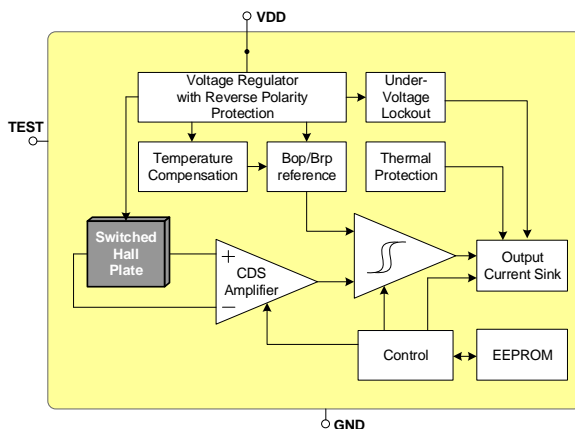 VDD
Voltage Regulator
with Reverse Polarity
Protection
Under-
Voltage
Lockout
TEST
Temperature
Compensation
Bop/Brp
reference
Thermal
Protection
Switched
Hall
Plate
+
−
CDS
Amplifier
Output
Current Sink
Control
EEPROM
GND